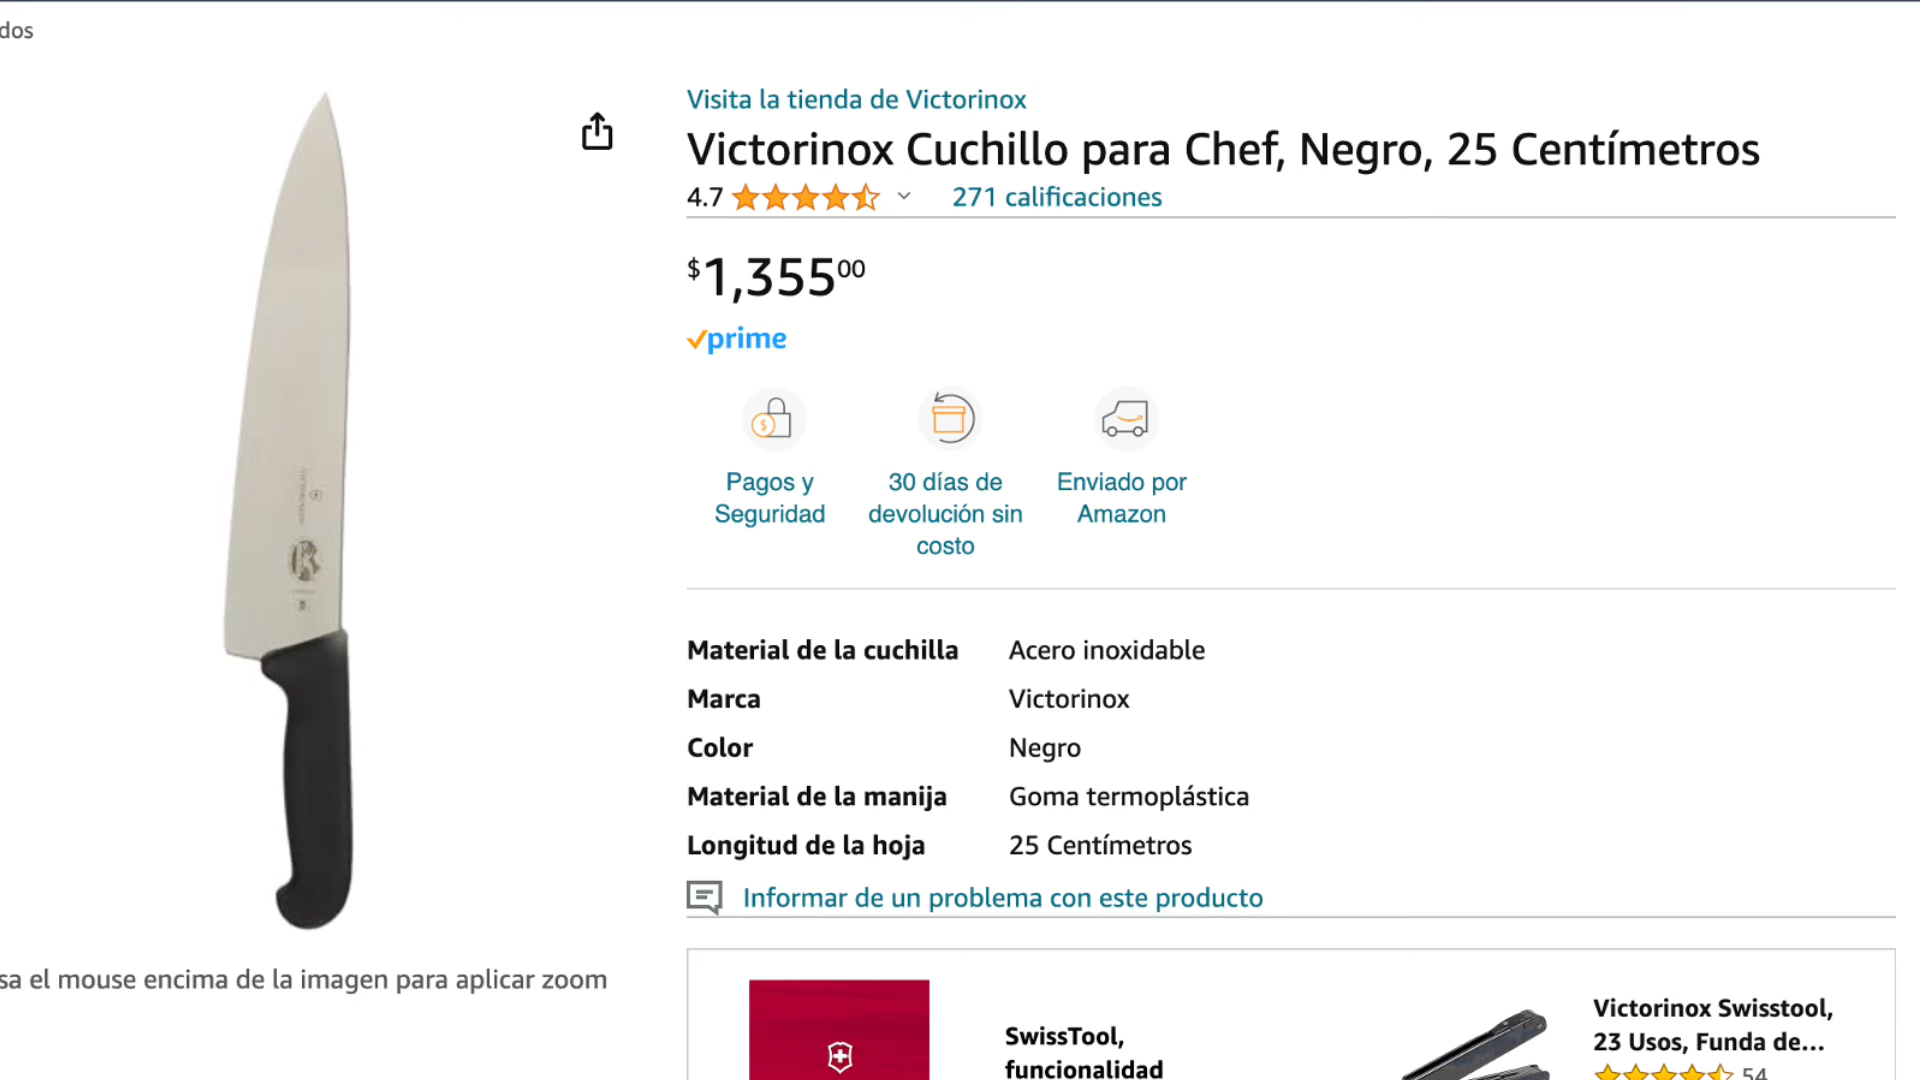 dos
Visita la tienda de Victorinox
Victorinox Cuchillo para Chef, Negro, 25 Centímetros
4.7
271 calificaciones
$1,35500
prime
Pagos y
Seguridad
30 días de
devolución sin
costo
Enviado por
Amazon
Material de la cuchilla Acero inoxidable
Marca Victorinox
Color Negro
Material de la manija Goma termoplástica
Longitud de la hoja 25 Centímetros
Informar de un problema con este producto
sa el mouse encima de la imagen para aplicar zoom
SwissTool,
funcionalidad
Victorinox Swisstool,
23 Usos, Funda de...
54